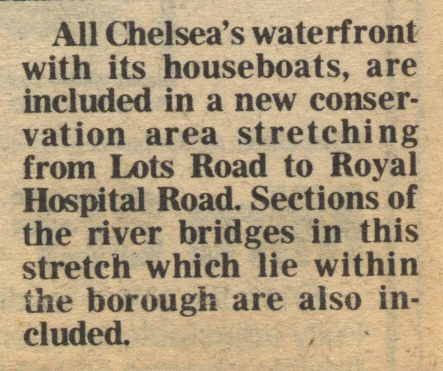 All Chelsea's waterfront
with its houseboats, are
included in a new conser-
vation area stretching
from Lots Road to Royal
Hospital Road. Sections of
the river bridges in this
stretch which lie within
the borough are also in-
cluded.